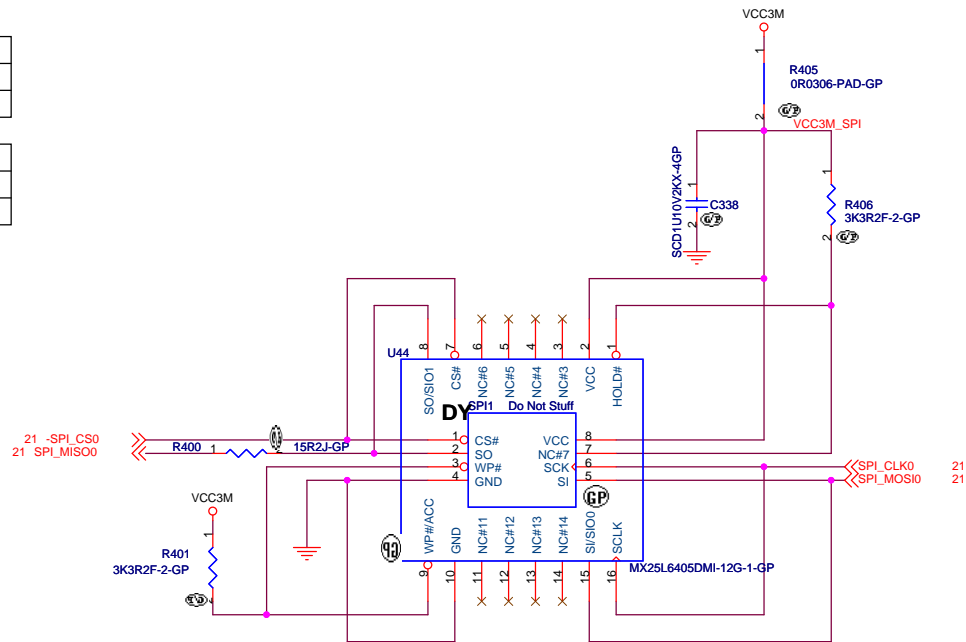 VCC3M
1
R405
0R0306-PAD-GP
2
G/P
VCC3M_SPI
SCD1U10V2KX-4GP
1
C338
2
G/P
1
R406
3K3R2F-2-GP
2
G/P
U44
8
7
6
5
4
3
2
1
SO/SIO1
CS#
NC#6
NC#5
NC#4
NC#3
VCC
HOLD#
DY
SPI1
Do Not Stuff
21 -SPI_CS0
21 SPI_MISO0
R400
1
2
15R2J-GP
1
CS#
VCC
8
2
SO
NC#7
7
3
WP#
SCK
6
4
GND
SI
5
SPI_CLK0
21
SPI_MOSI0
21
GP
VCC3M
1
R401
3K3R2F-2-GP
WP#/ACC
GND
NC#11
NC#12
NC#13
NC#14
SI/SIO0
SCLK
MX25L6405DMI-12G-1-GP
9
10
11
12
13
14
15
16